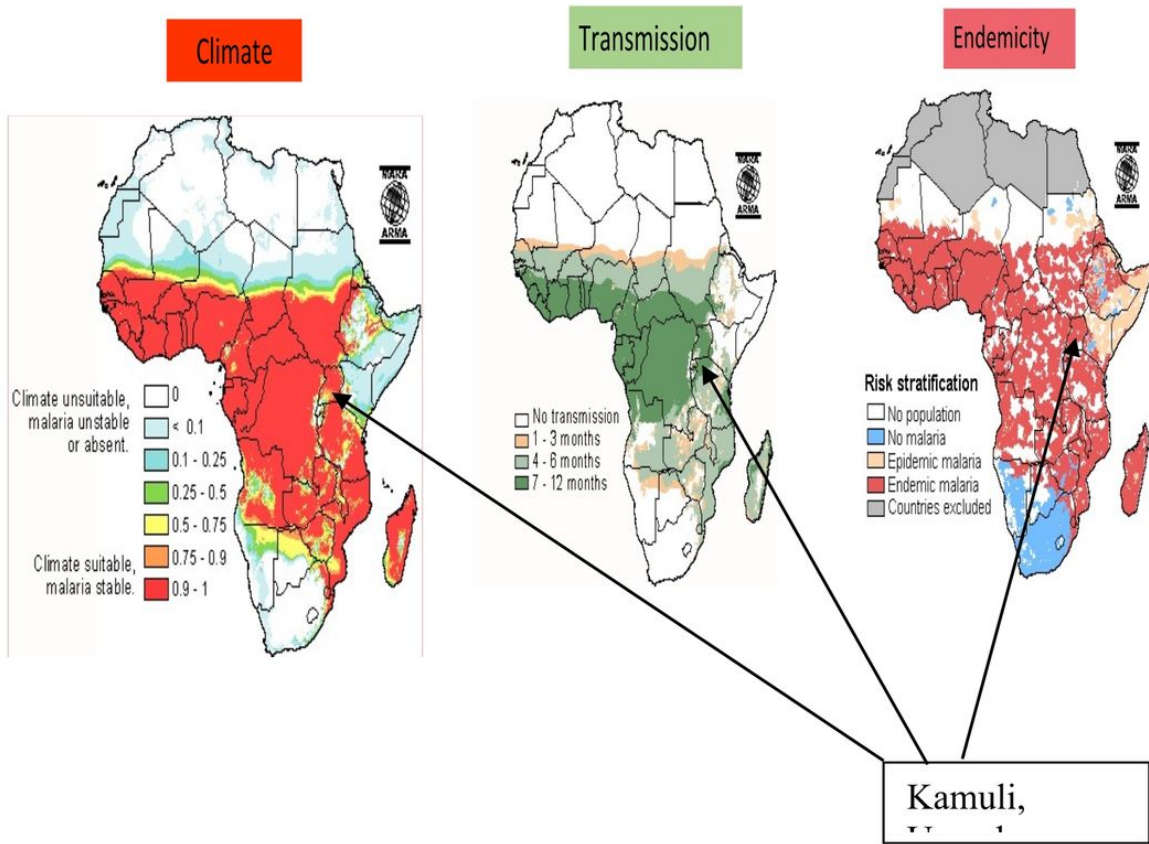 Climate
Transmission
Endemicity
MARA
ARMA
MARA
ARMA
MARA
ARMA
Climate unsuitable,
malaria unstable
or absent.
0
< 0.1
0.1 - 0.25
0.25 - 0.5
0.5 - 0.75
0.75 - 0.9
0.9 - 1
Climate suitable,
malaria stable.
No transmission
1 - 3 months
4 - 6 months
7 - 12 months
Risk stratification
No population
No malaria
Epidemic malaria
Endemic malaria
Countries excluded
Kamuli,